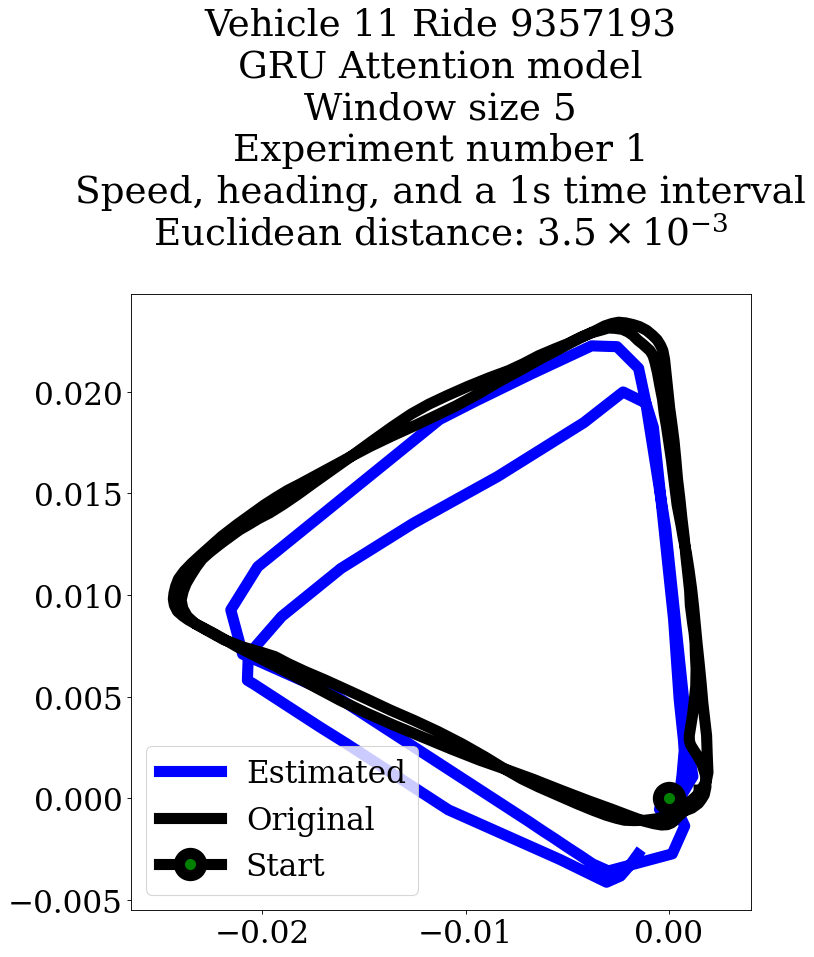 Vehicle 11 Ride 9357193
GRU Attention model
Window size 5
Experiment number 1
Speed, heading, and a 1s time interval
Euclidean distance: 3.5 × 10⁻³
0.020
0.015
0.010
0.005
0.000
−0.005
Estimated
Original
Start
−0.02
−0.01
0.00